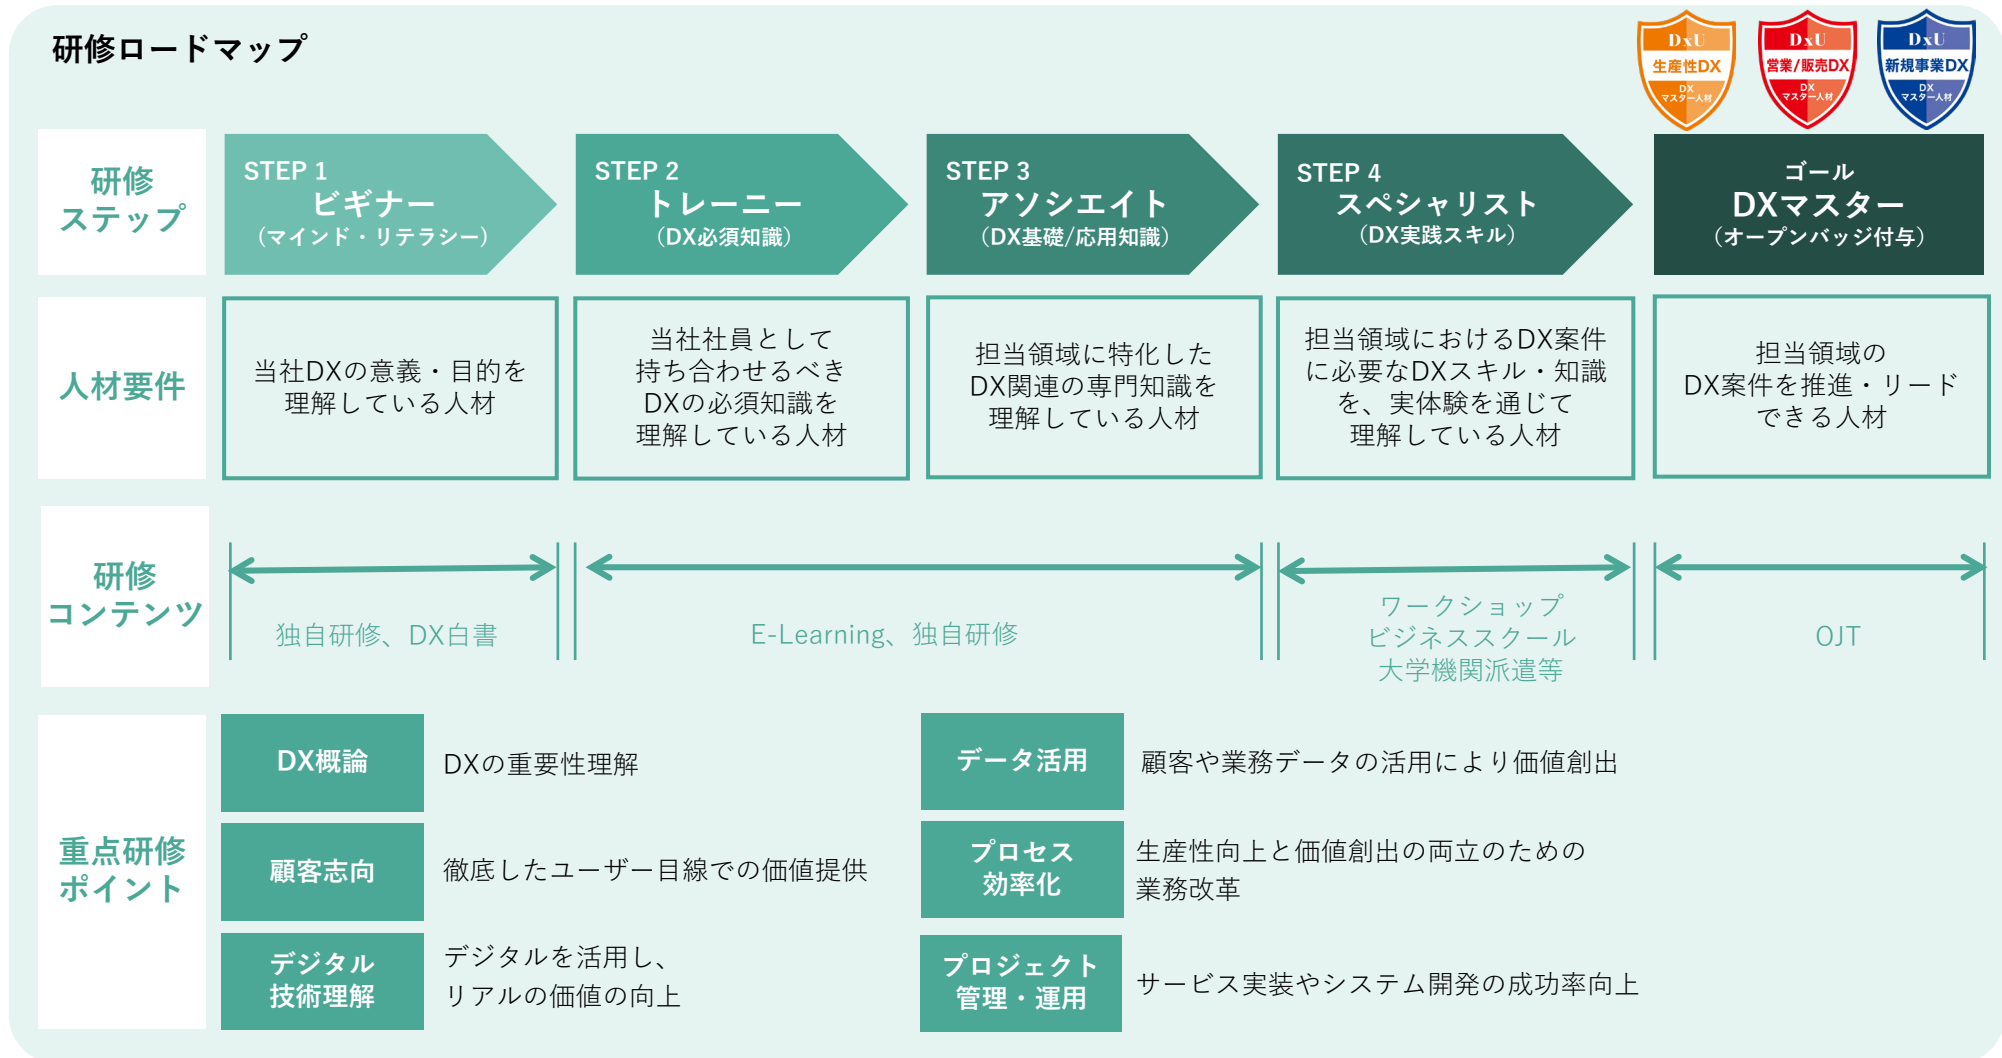 研修ロードマップ
DxU
生産性DX
DX
マスター人材
DxU
営業/販売DX
DX
マスター人材
DxU
新規事業DX
DX
マスター人材
研修
ステップ
STEP 1
ビギナー
（マインド・リテラシー）
STEP 2
トレーニー
（DX必須知識）
STEP 3
アソシエイト
（DX基礎/応用知識）
STEP 4
スペシャリスト
（DX実践スキル）
ゴール
DXマスター
（オープンバッジ付与）
人材要件
当社DXの意義・目的を
理解している人材
当社社員として
持ち合わせるべき
DXの必須知識を
理解している人材
担当領域に特化した
DX関連の専門知識を
理解している人材
担当領域におけるDX案件
に必要なDXスキル・知識
を、実体験を通じて
理解している人材
担当領域の
DX案件を推進・リード
できる人材
研修
コンテンツ
独自研修、DX白書
E-Learning、独自研修
ワークショップ
ビジネススクール
大学機関派遣等
OJT
重点研修
ポイント
DX概論
DXの重要性理解
顧客志向
徹底したユーザー目線での価値提供
デジタル
技術理解
デジタルを活用し、
リアルの価値の向上
データ活用
顧客や業務データの活用により価値創出
プロセス
効率化
生産性向上と価値創出の両立のための
業務改革
プロジェクト
管理・運用
サービス実装やシステム開発の成功率向上